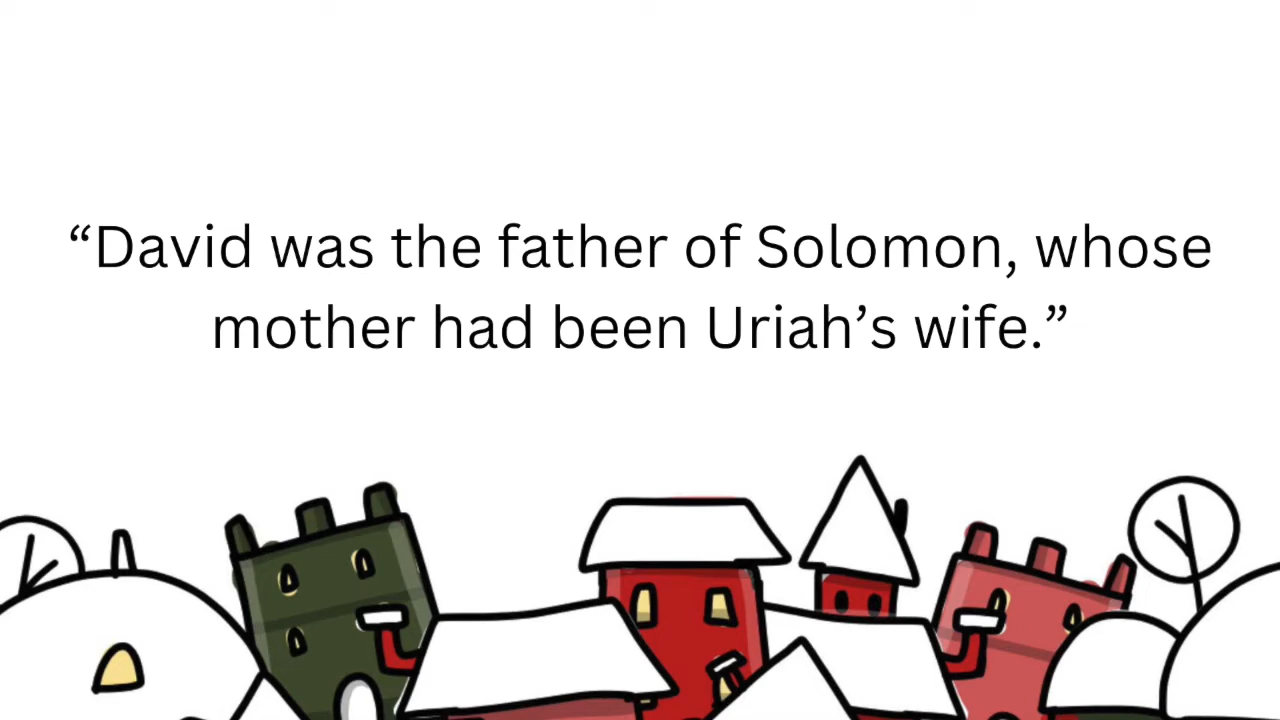 “David was the father of Solomon, whose
mother had been Uriah’s wife.”